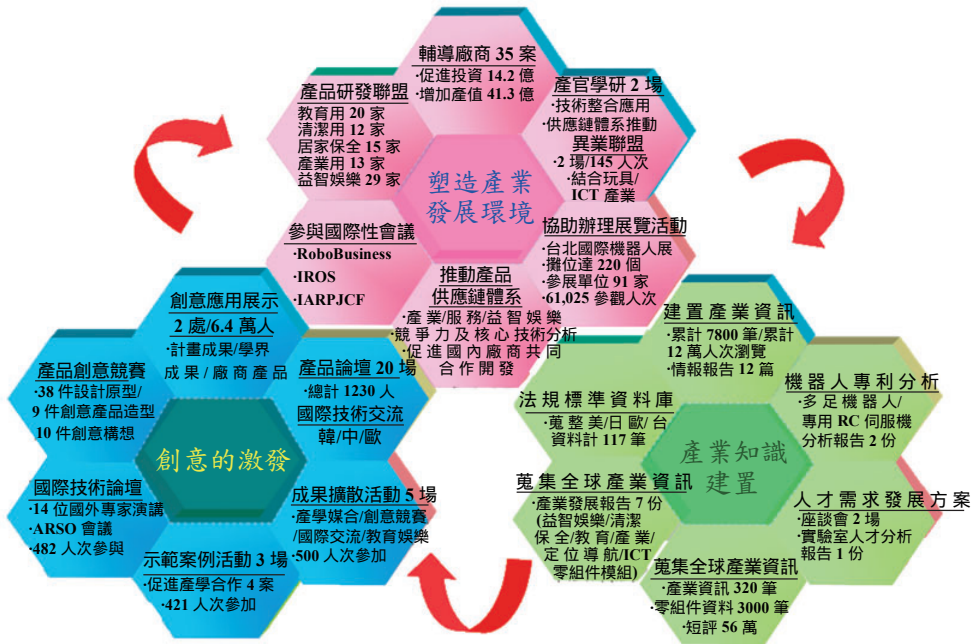 塑造產業
發展環境
輔導廠商 35 案
·促進投資 14.2 億
·增加產值 41.3 億
產官學研 2 場
·技術整合應用
·供應鏈體系推動
異業聯盟
·2 場/145 人次
·結合玩具/
ICT 產業
協助辦理展覽活動
·台北國際機器人展
·攤位達 220 個
·參展單位 91 家
·61,025 參觀人次
推動產品
供應鏈體系
·產業/服務/益智娛樂
·競爭力及核心技術分析
·促進國內廠商共同
合作開發
參與國際性會議
·RoboBusiness
·IROS
·IARPJCF
產品研發聯盟
教育用 20 家
清潔用 12 家
居家保全 15 家
產業用 13 家
益智娛樂 29 家
產業知識
建置
建置產業資訊
·累計 7800 筆/累計
12 萬人次瀏覽
·情報報告 12 篇
機器人專利分析
·多足機器人/
專用 RC 伺服機
分析報告 2 份
人才需求發展方案
·座談會 2 場
·實驗室人才分析
報告 1 份
蒐集全球產業資訊
·產業資訊 320 筆
·零組件資料 3000 筆
·短評 56 萬
蒐集全球產業資訊
·產業發展報告 7 份
(益智娛樂/清潔
保全/教育/產業/
定位導航/ICT
零組件模組)
法規標準資料庫
·蒐整美/日歐/台
資料計 117 筆
創意的激發
創意應用展示
2 處/6.4 萬人
·計畫成果/學界
成果/廠商產品
產品論壇 20 場
·總計 1230 人
國際技術交流
韓/中/歐
成果擴散活動 5 場
·產學媒合/創意競賽
/國際交流/教育娛樂
·500 人次參加
示範案例活動 3 場
·促進產學合作 4 案
·421 人次參加
國際技術論壇
·14 位國外專家演講
·ARSO 會議
·482 人次參與
產品創意競賽
·38 件設計原型/
9 件創意產品造型
10 件創意構想